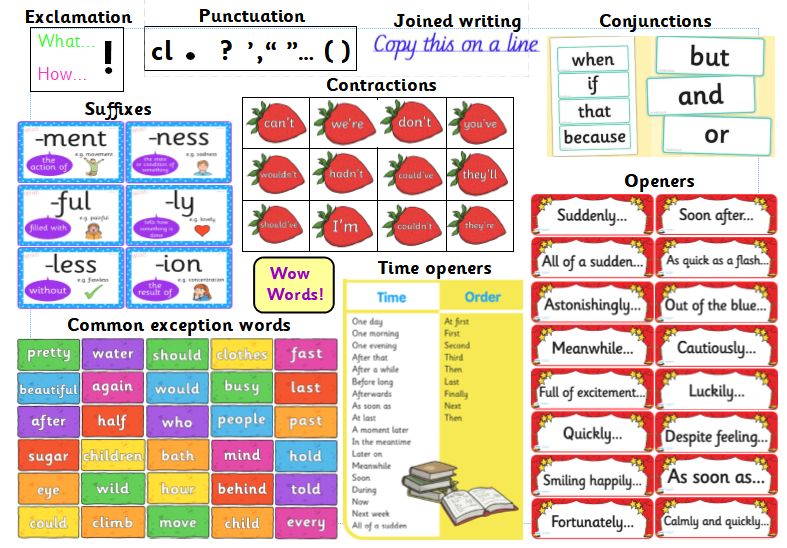 Exclamation
What...
How...
!
Punctuation
cl . ? ’,“ ”... ( )
Joined writing
Copy this on a line
Conjunctions
when
if
that
because
but
and
or
Suffixes
-ment
e.g. movement
the
action of
-ness
e.g. sadness
the state
or condition of
something
-ful
e.g. painful
filled with
-ly
e.g. lovely
tells how
something is
done
-less
e.g. flawless
without
-ion
e.g. concentration
the
result of
Contractions
can't we're don't you've
wouldn't hadn't could've they'll
should've I'm couldn't they're
Wow
Words!
Common exception words
pretty water should clothes fast
beautiful again would busy last
after half who people past
sugar children bath mind hold
eye wild hour behind told
could climb move child every
Time openers
Time
One day
One morning
One evening
After that
After a while
Before long
Afterwards
As soon as
At last
A moment later
In the meantime
Later on
Meanwhile
Soon
During
Now
Next week
All of a sudden
Order
At first
First
Second
Third
Then
Last
Finally
Next
Then
Openers
Suddenly... Soon after...
All of a sudden... As quick as a flash...
Astonishingly... Out of the blue...
Meanwhile... Cautiously...
Full of excitement... Luckily...
Quickly... Despite feeling...
Smiling happily... As soon as...
Fortunately... Calmly and quickly...